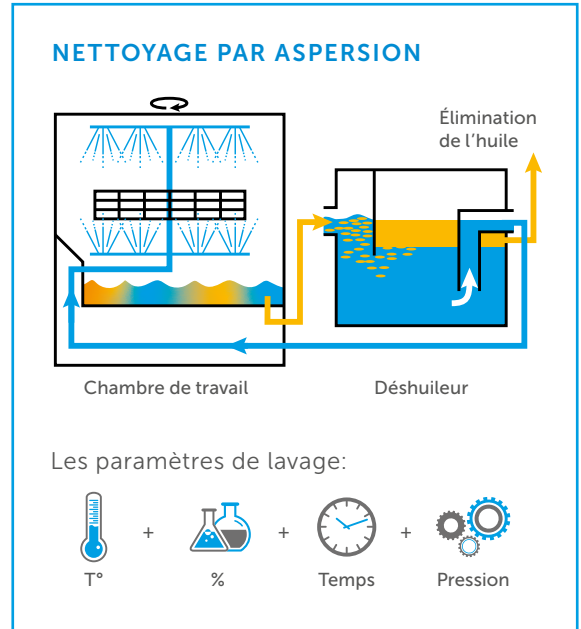 NETTOYAGE PAR ASPERSION
Élimination
de l’huile
Chambre de travail
Déshuileur
Les paramètres de lavage:
+ + +
T° % Temps Pression